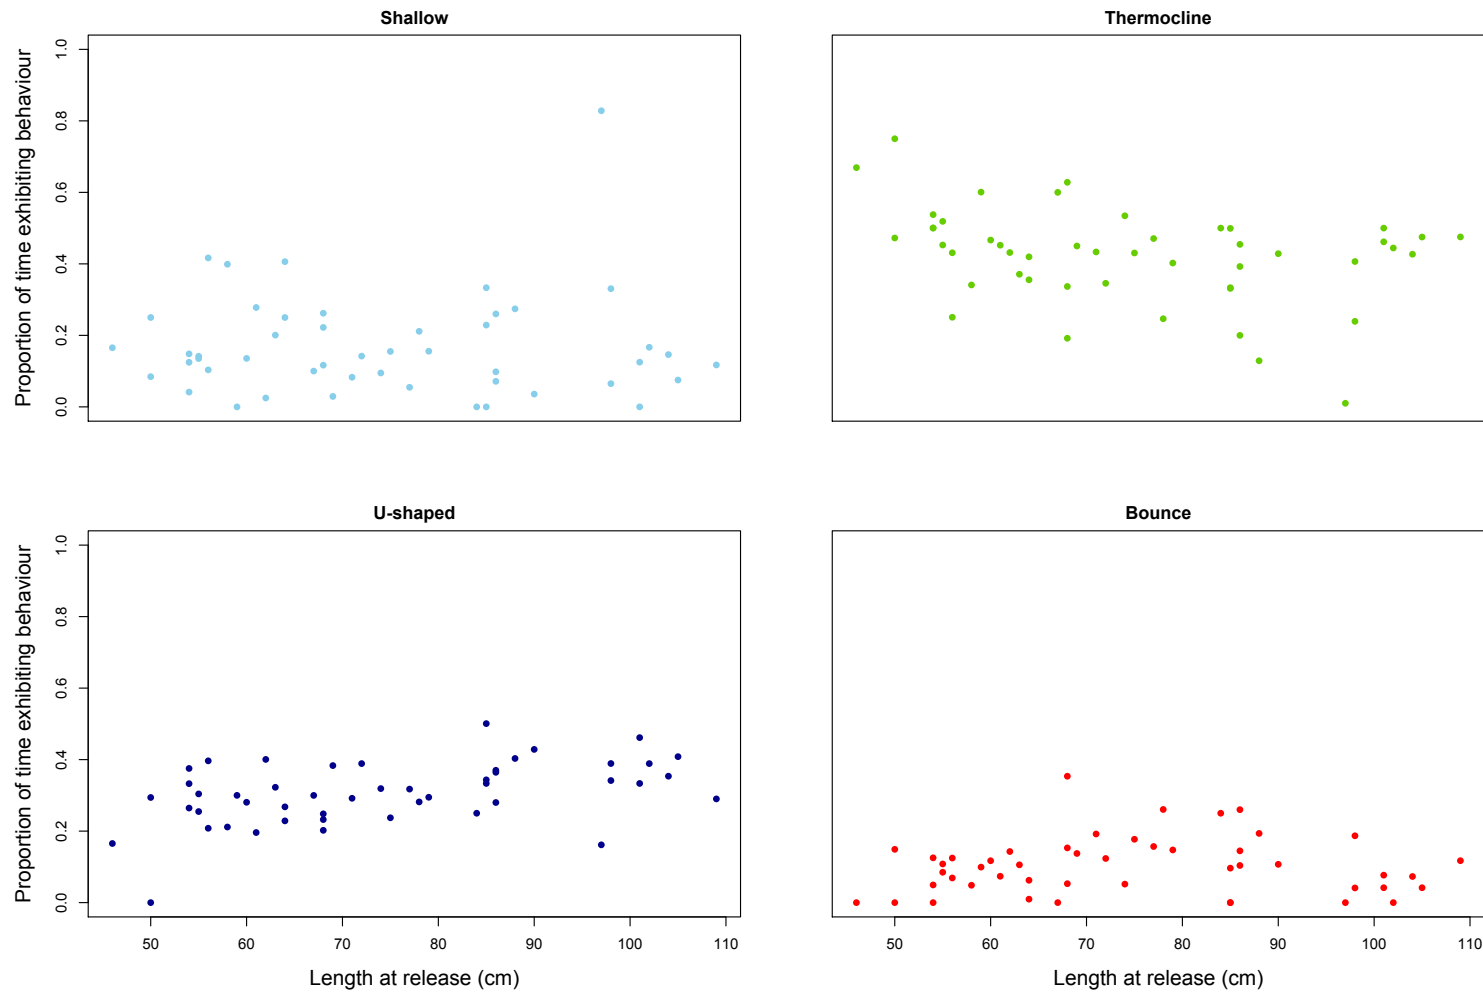 Shallow
Thermocline
Proportion of time exhibiting behaviour
1.0
0.8
0.6
0.4
0.2
0.0
U-shaped
Bounce
Proportion of time exhibiting behaviour
1.0
0.8
0.6
0.4
0.2
0.0
50 60 70 80 90 100 110
50 60 70 80 90 100 110
Length at release (cm)
Length at release (cm)